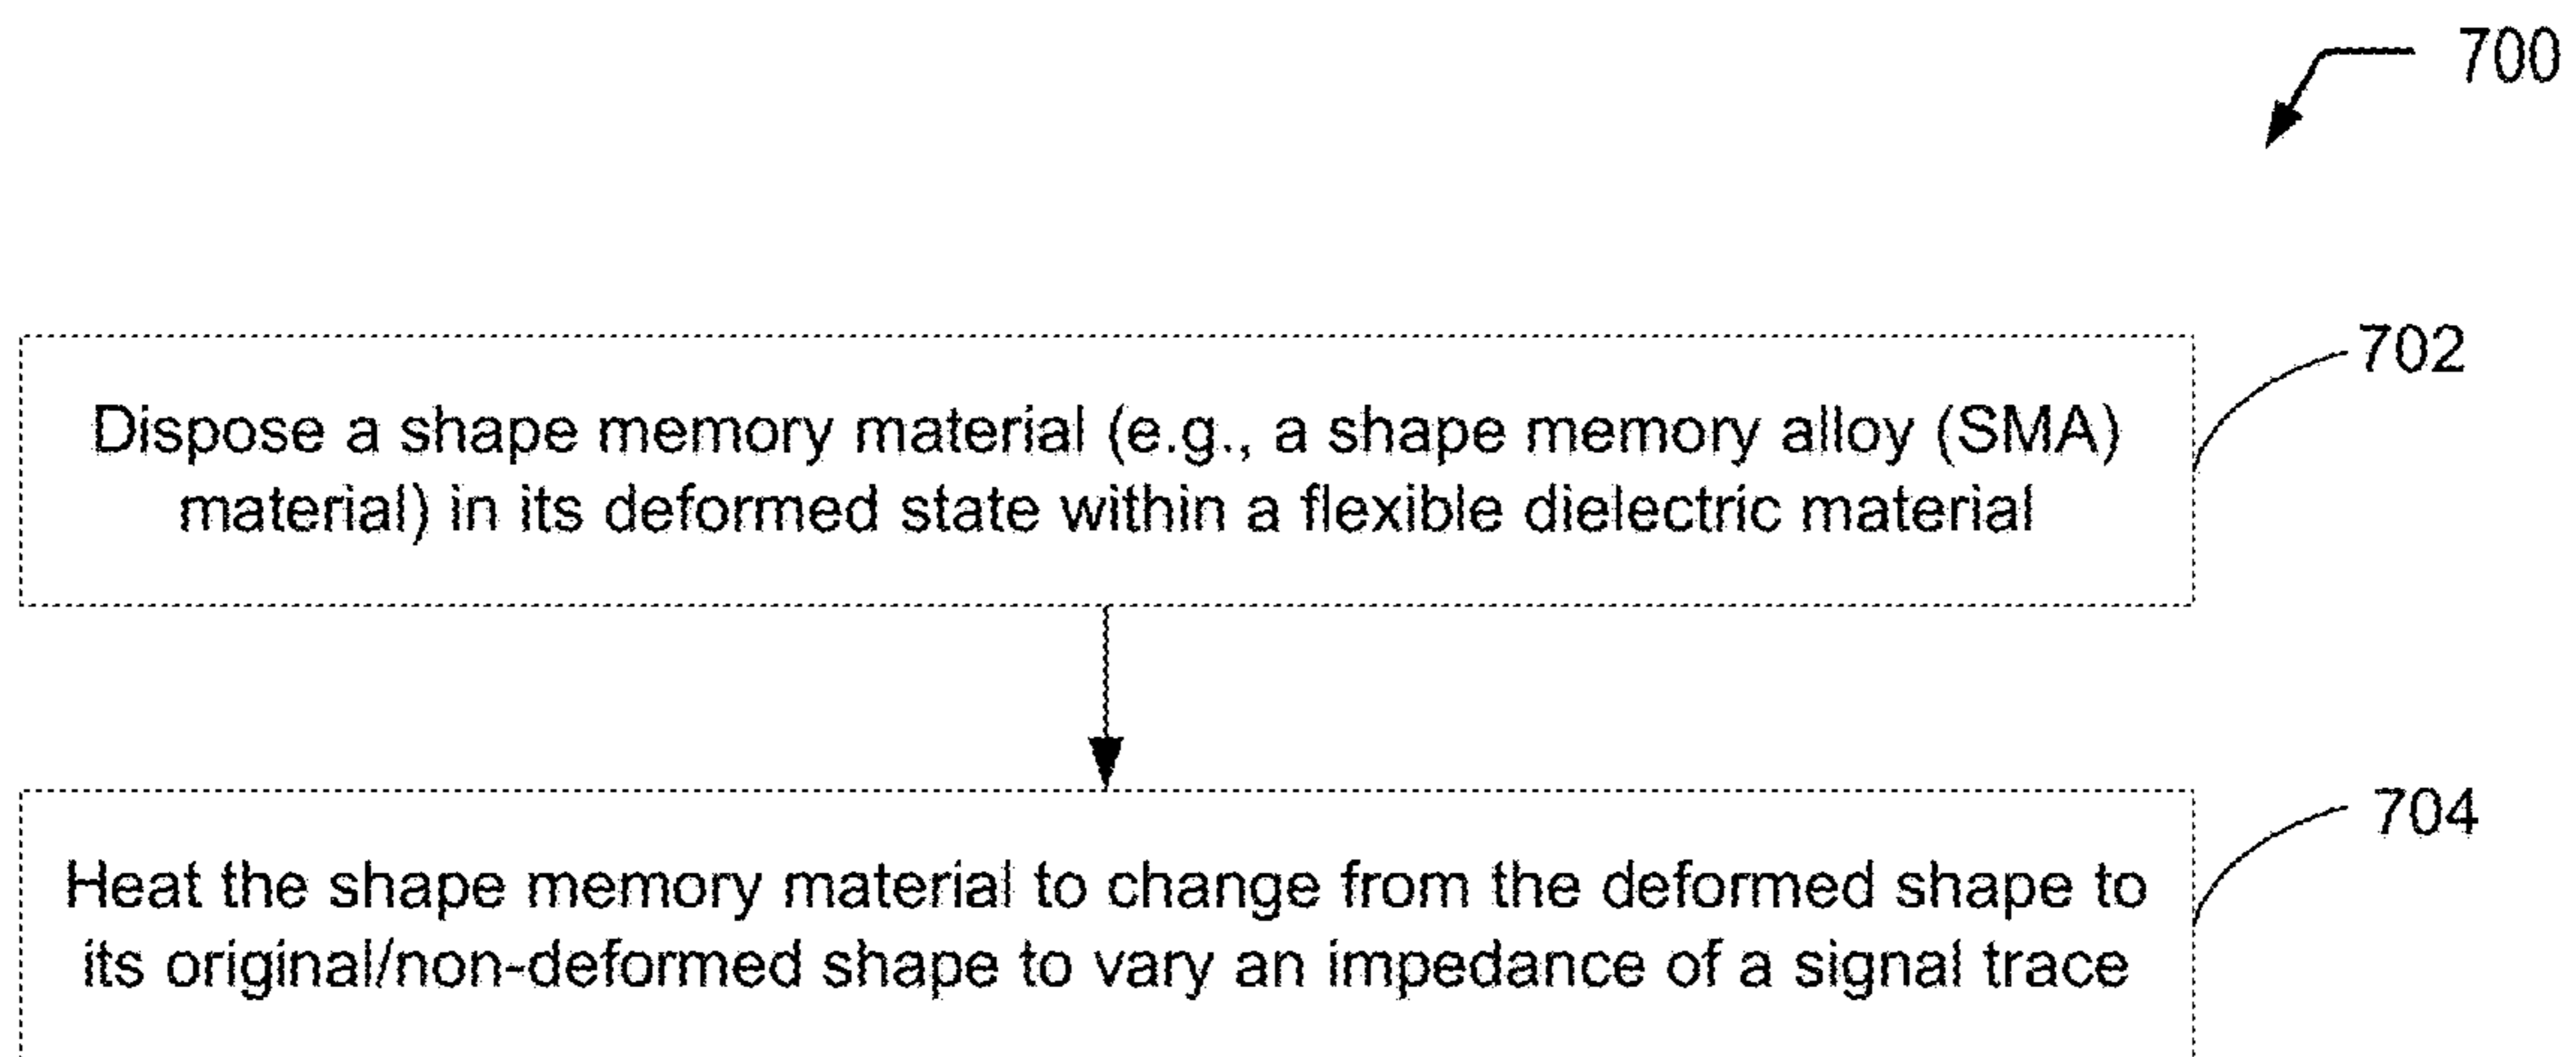 700
702
Dispose a shape memory material (e.g., a shape memory alloy (SMA)
material) in its deformed state within a flexible dielectric material
704
Heat the shape memory material to change from the deformed shape to
its original/non-deformed shape to vary an impedance of a signal trace